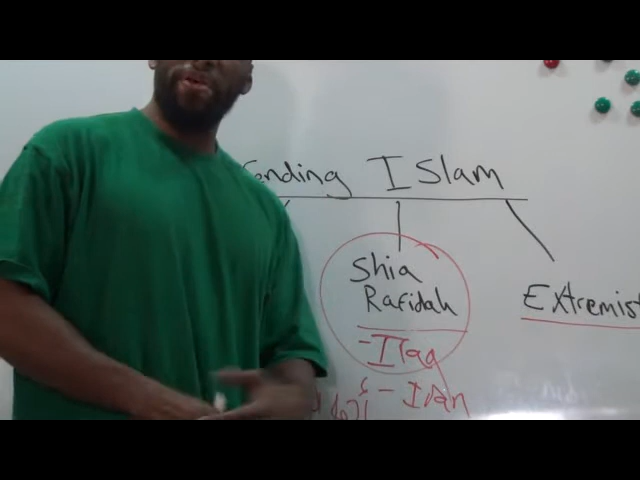 ending Islam
Shia
Rafidah
Extremist
- Iraq
- Iran